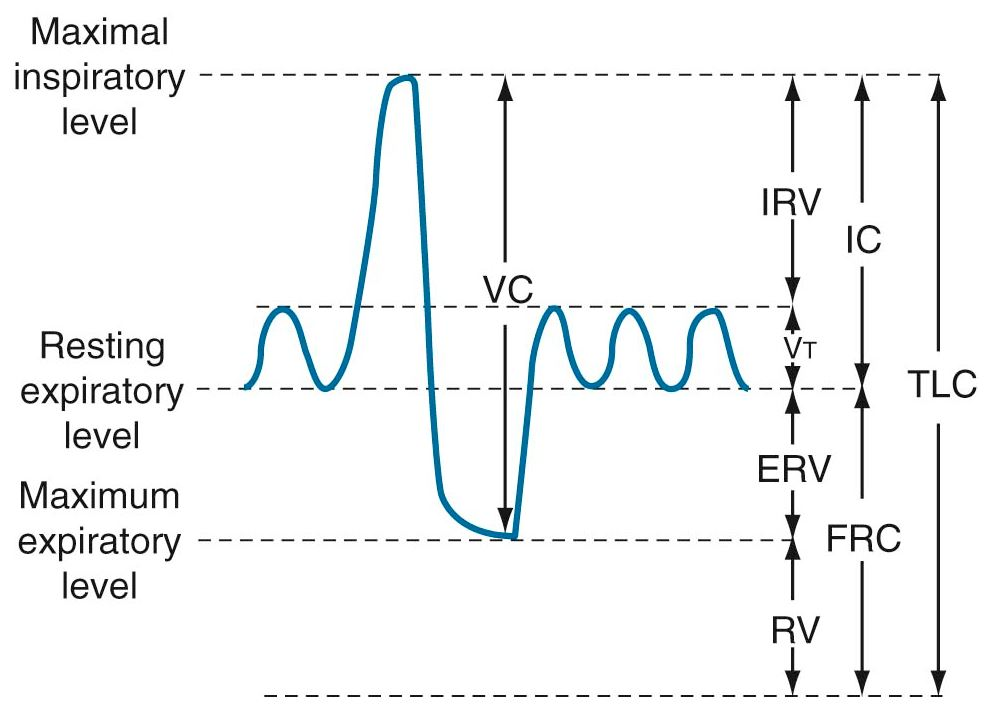 Maximal
inspiratory
level
IRV
IC
VC
Resting
expiratory
level
VT
TLC
ERV
Maximum
expiratory
level
FRC
RV